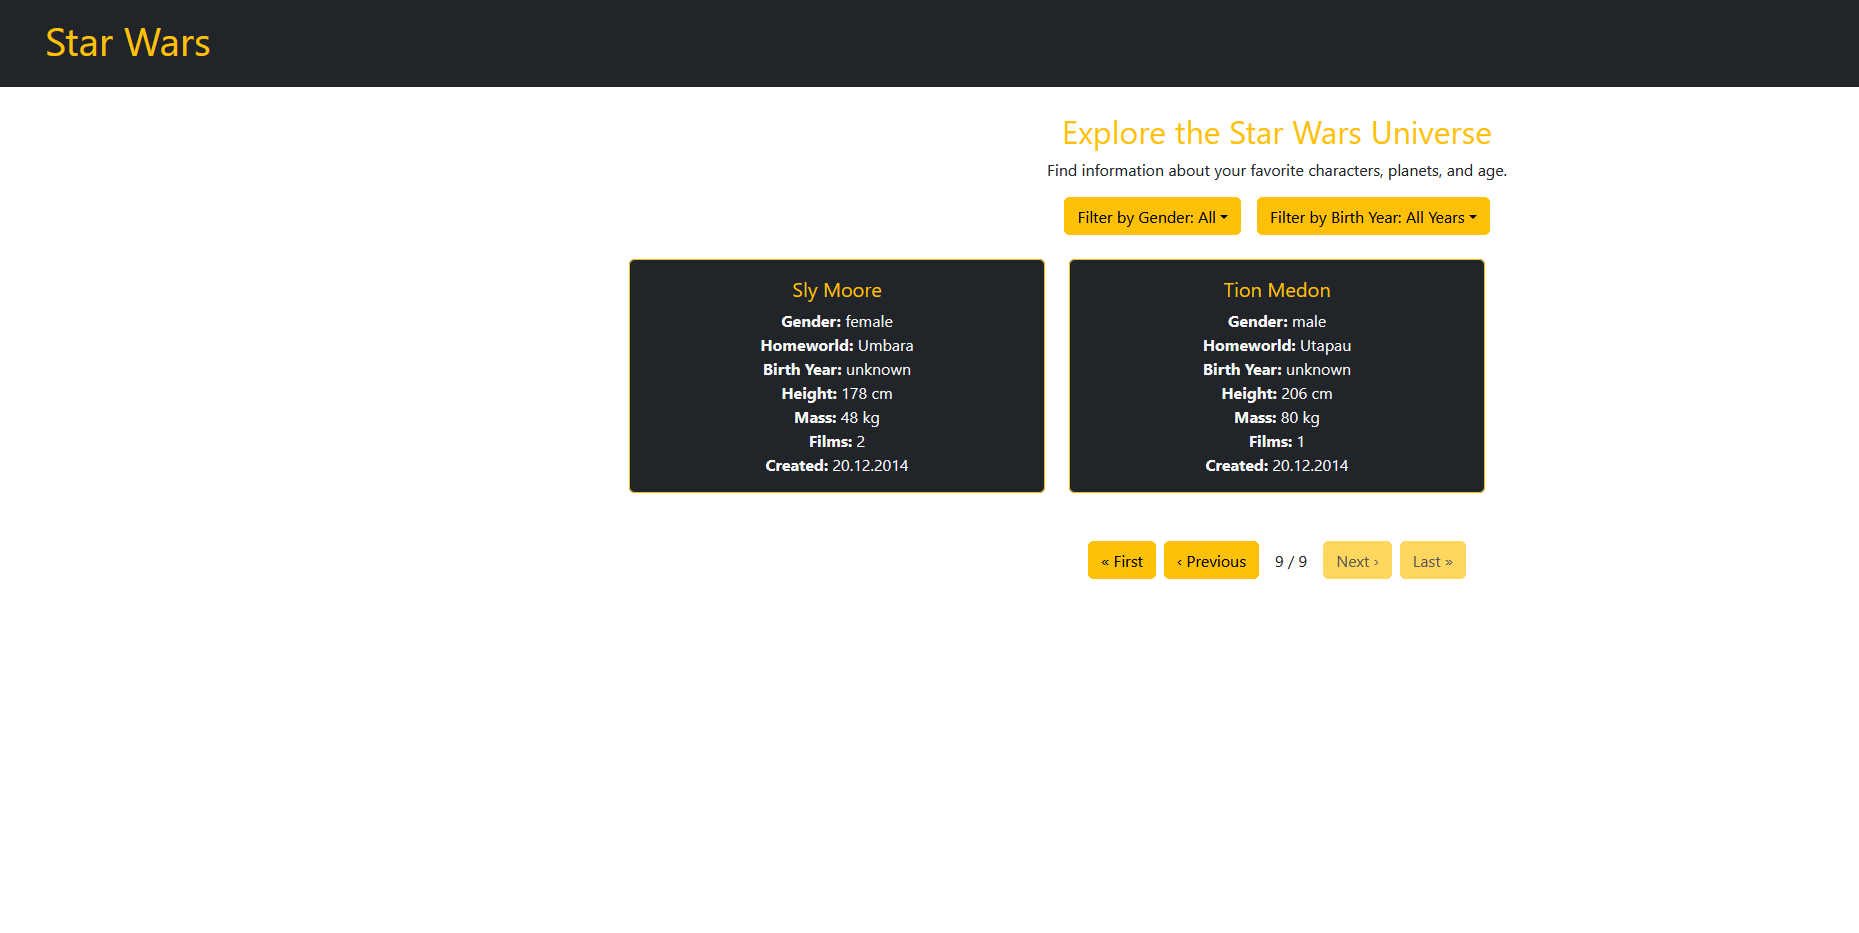 Star Wars
Explore the Star Wars Universe
Find information about your favorite characters, planets, and age.
Filter by Gender: All
Filter by Birth Year: All Years
Sly Moore
Gender: female
Homeworld: Umbara
Birth Year: unknown
Height: 178 cm
Mass: 48 kg
Films: 2
Created: 20.12.2014
Tion Medon
Gender: male
Homeworld: Utapau
Birth Year: unknown
Height: 206 cm
Mass: 80 kg
Films: 1
Created: 20.12.2014
« First ‹ Previous 9 / 9 Next › Last »